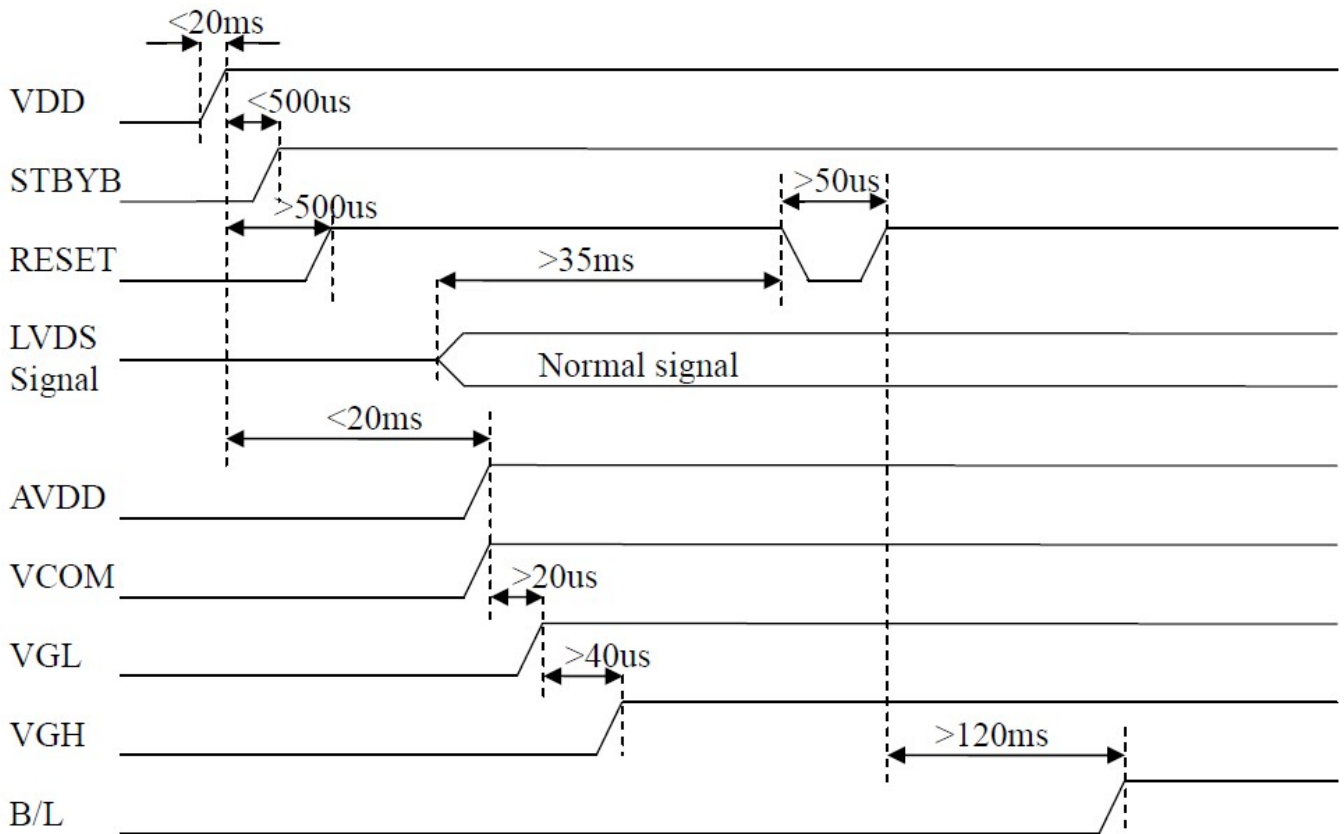 <20ms
VDD
<500us
STBYB
>50us
>500us
RESET
>35ms
LVDS
Signal
Normal signal
<20ms
AVDD
VCOM
>20us
VGL
>40us
VGH
>120ms
B/L